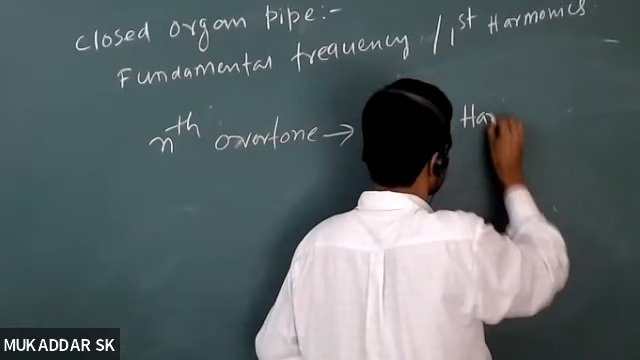 closed organ pipe:-
Fundamental frequency / 1st Harmonics
nth overtone → Ha
MUKADDAR SK